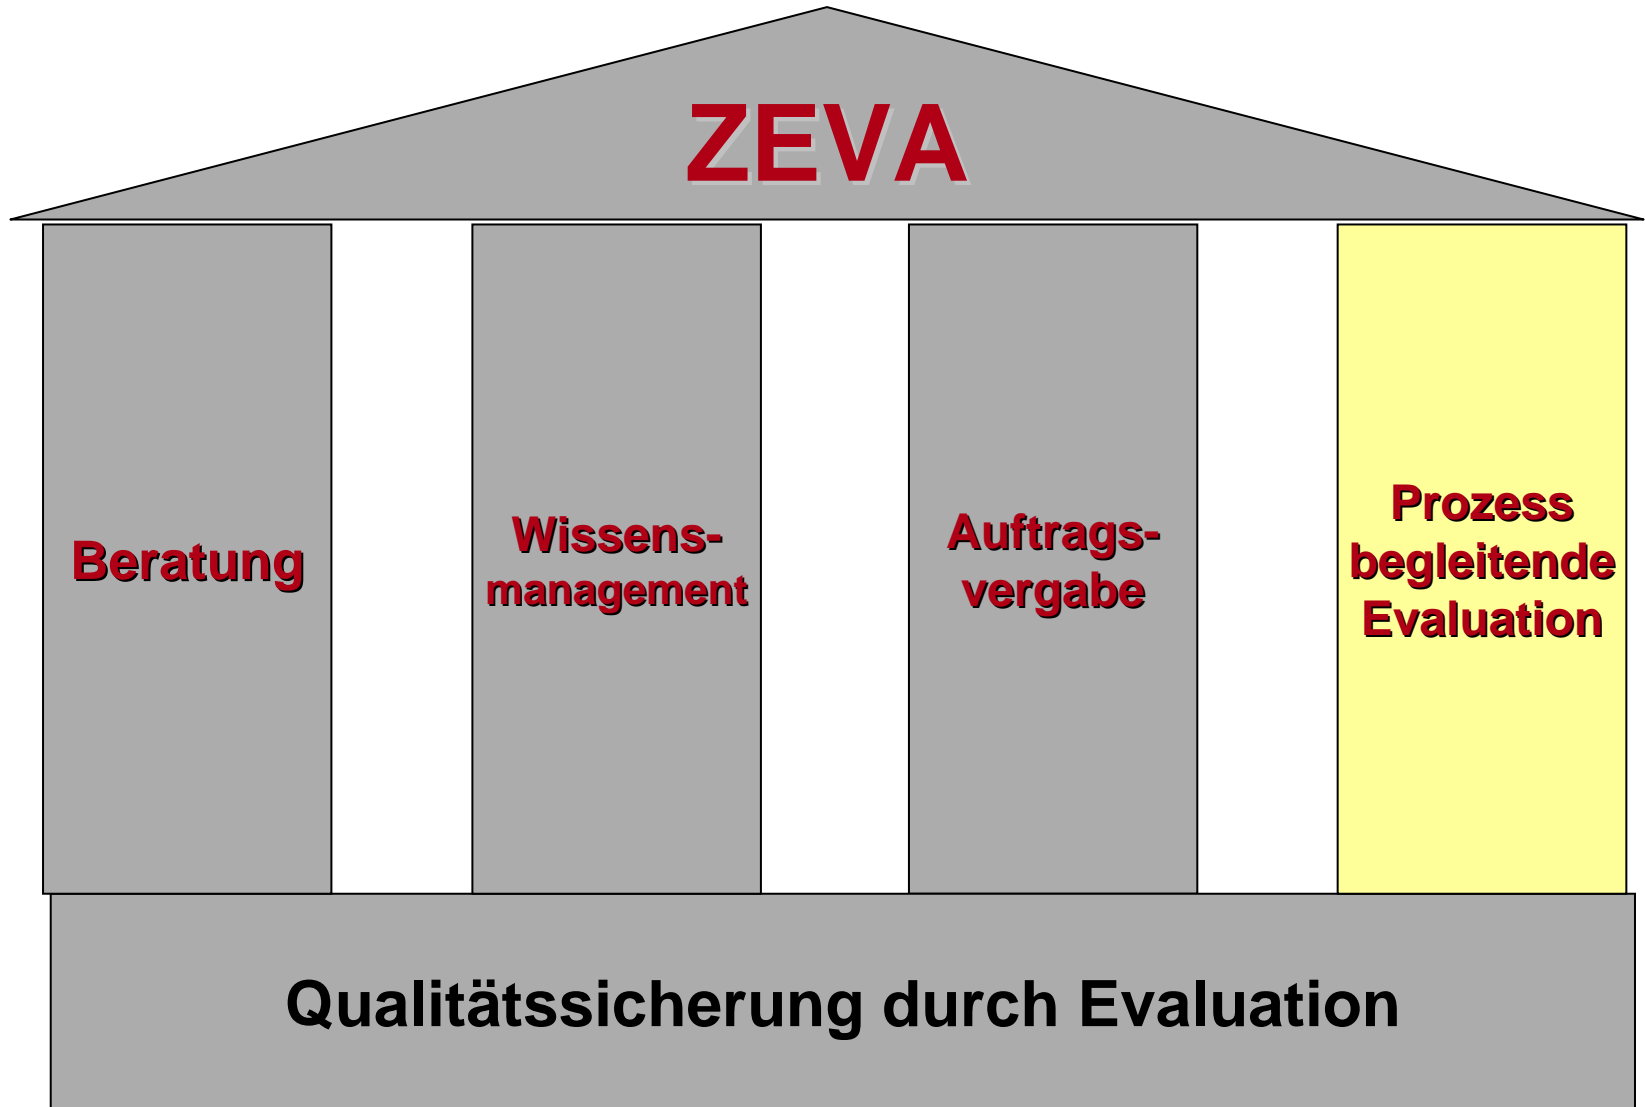 ZEVA
Beratung
Wissens-
management
Auftrags-
vergabe
Prozess
begleitende
Evaluation
Qualitätssicherung durch Evaluation